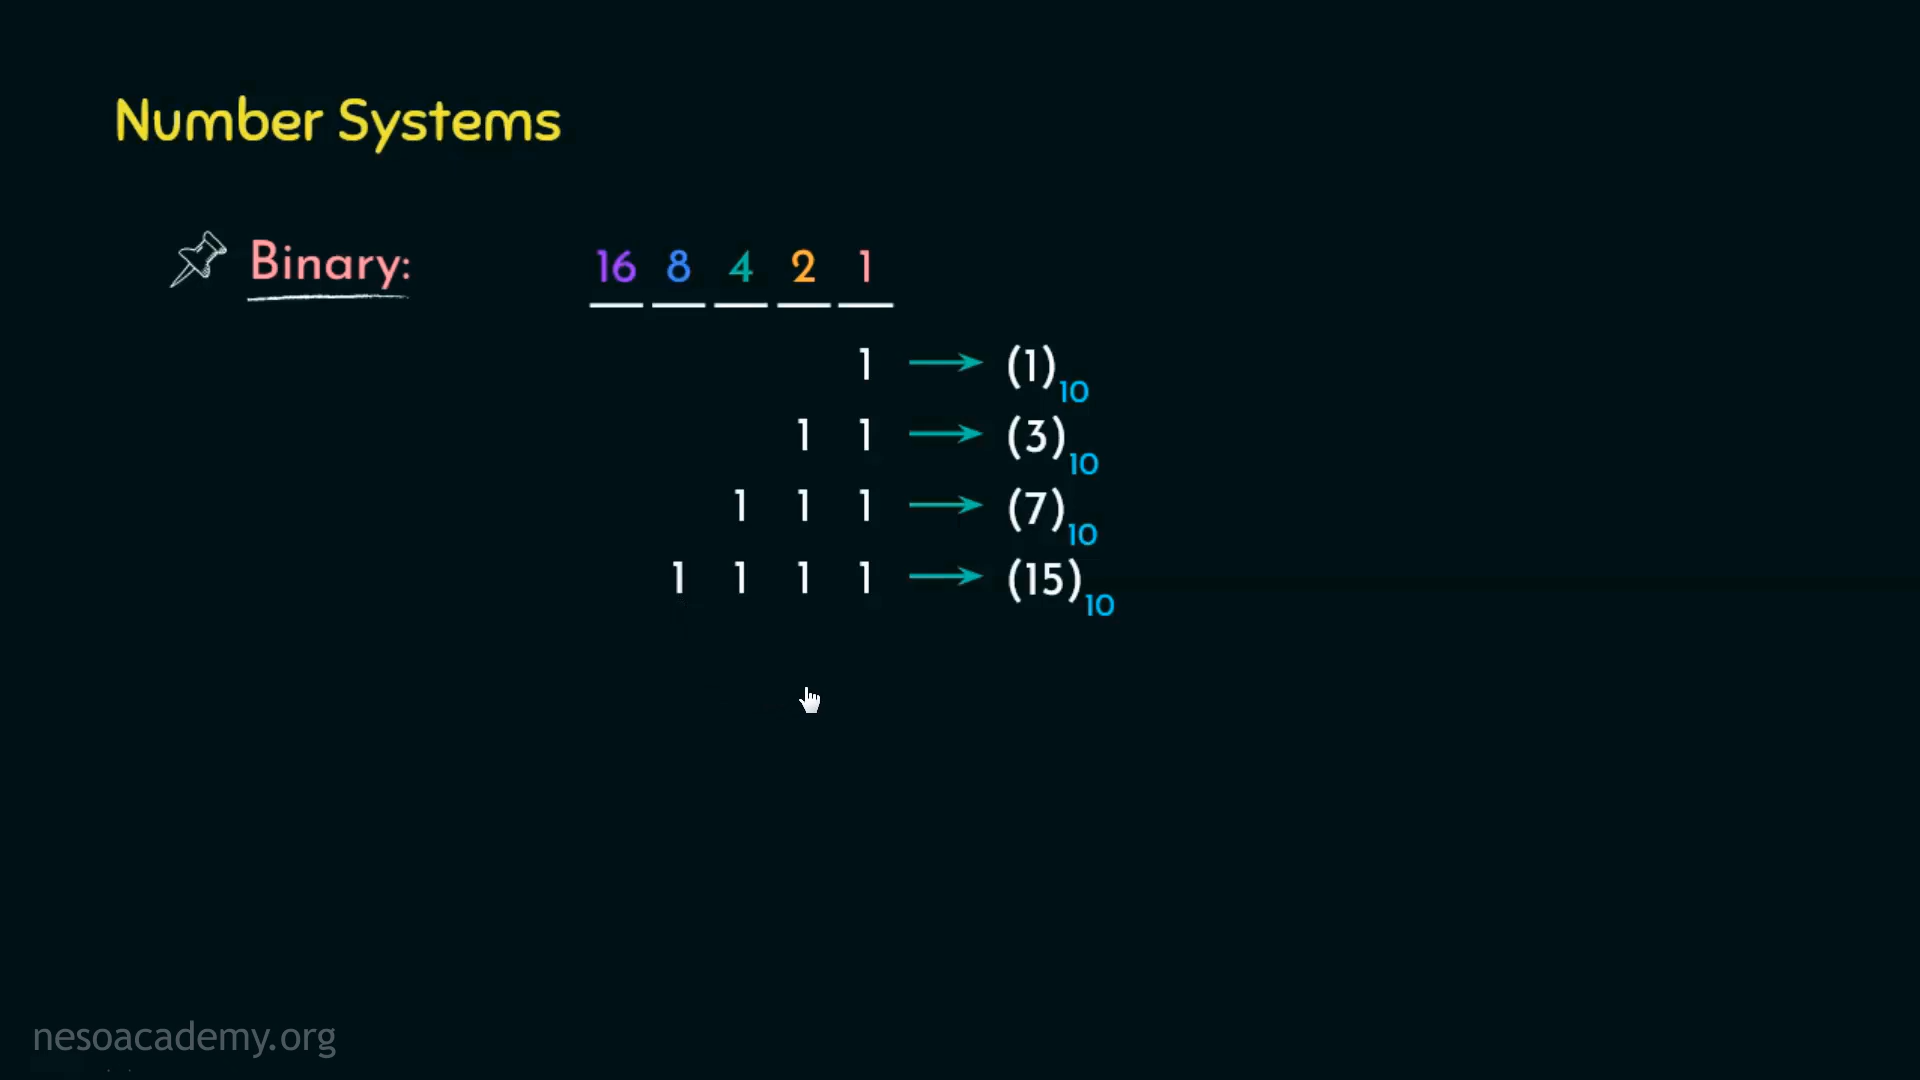 Number Systems
Binary: 16 8 4 2 1
1 → (1)₁₀
1 1 → (3)₁₀
1 1 1 → (7)₁₀
1 1 1 1 → (15)₁₀
nesoacademy.org